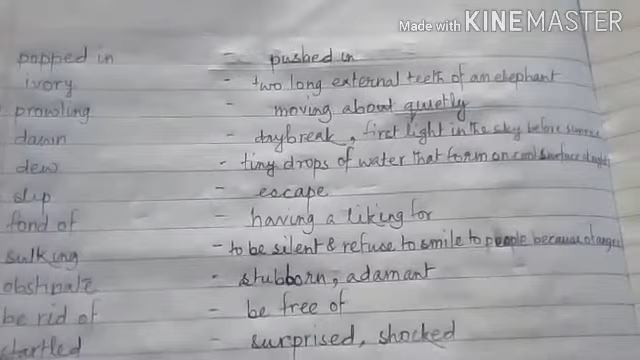 Made with KINEMASTER
popped in - pushed in
ivory - two long external teeth of an elephant
prowling - moving about quietly
dawn - daybreak, first light in the sky before sunrise
dew - tiny drops of water that form on cool surface at night
slip - escape
fond of - having a liking for
sulking - to be silent & refuse to smile to people because of anger
obstinate - stubborn, adamant
be rid of - be free of
startled - surprised, shocked